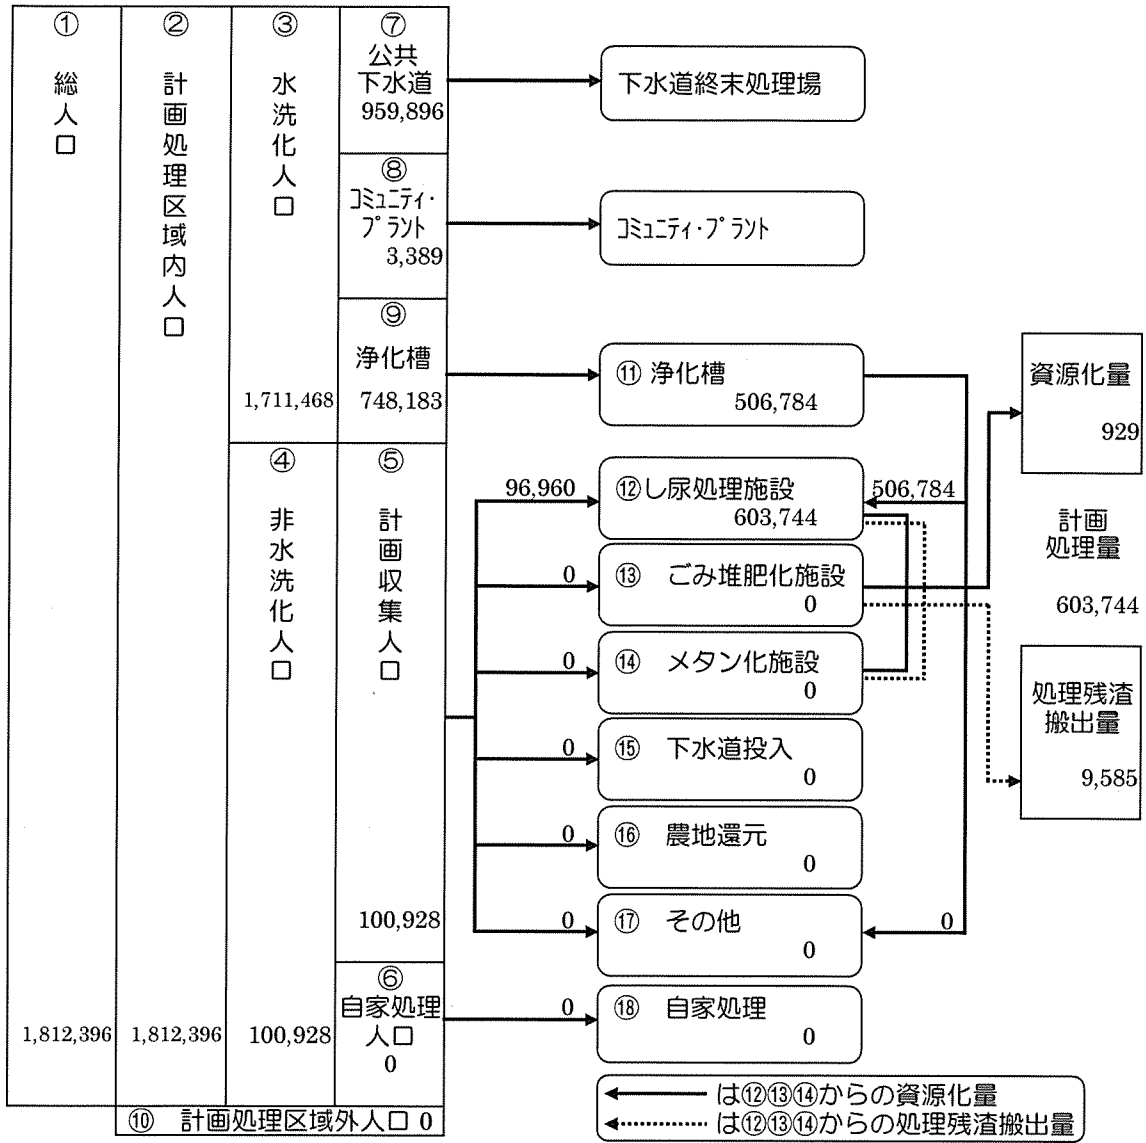 ① 総人口
1,812,396
② 計画処理区域内人口
1,812,396
③ 水洗化人口
1,711,468
④ 非水洗化人口
100,928
⑦
公共
下水道
959,896
⑧
コミュニティ・
プラント
3,389
⑨
浄化槽
748,183
⑤ 計画収集人口
100,928
⑥
自家処理
人口
0
⑩ 計画処理区域外人口 0
下水道終末処理場
コミュニティ・プラント
⑪ 浄化槽
506,784
96,960
⑫し尿処理施設
603,744
506,784
0
⑬ ごみ堆肥化施設
0
0
⑭ メタン化施設
0
0
⑮ 下水道投入
0
0
⑯ 農地還元
0
0
⑰ その他
0
0
0
⑱ 自家処理
0
資源化量
929
計画
処理量
603,744
処理残渣
搬出量
9,585
は⑫⑬⑭からの資源化量
は⑫⑬⑭からの処理残渣搬出量